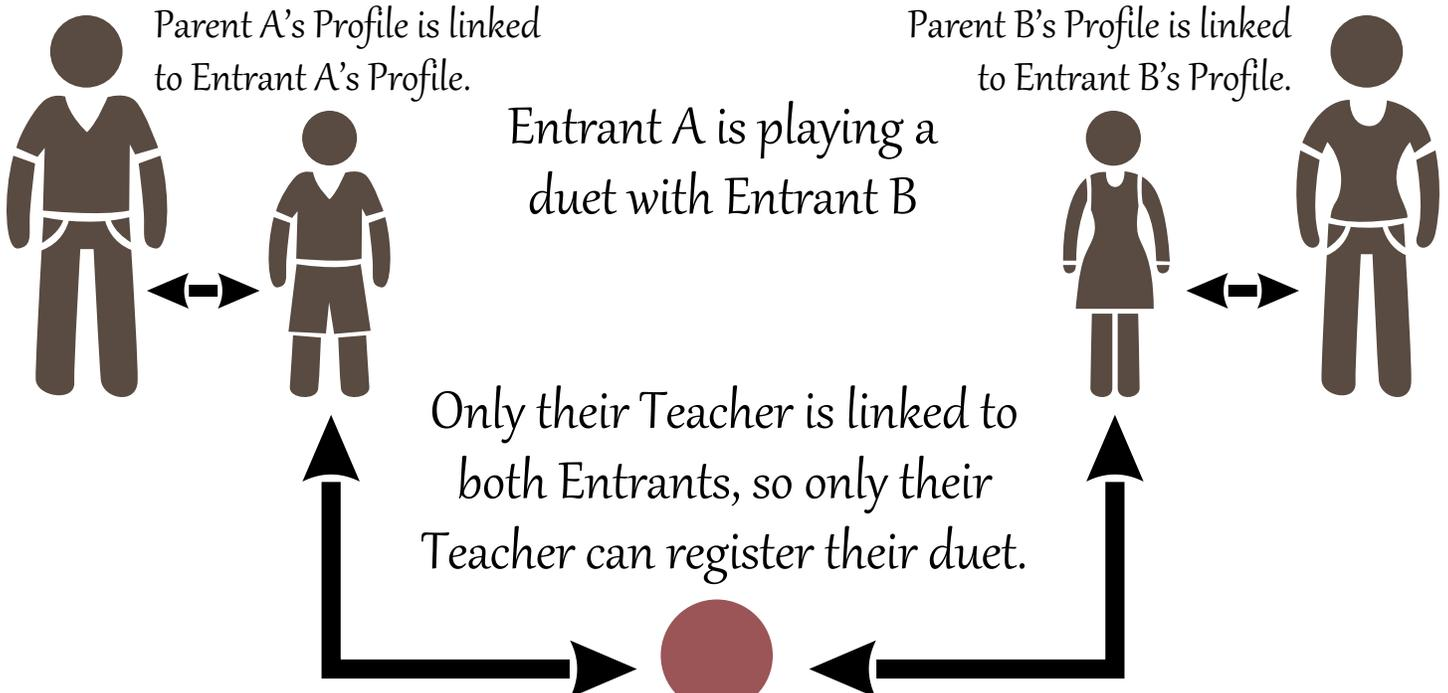 Parent A's Profile is linked
to Entrant A's Profile.
Parent B's Profile is linked
to Entrant B's Profile.
Entrant A is playing a
duet with Entrant B
Only their Teacher is linked to
both Entrants, so only their
Teacher can register their duet.